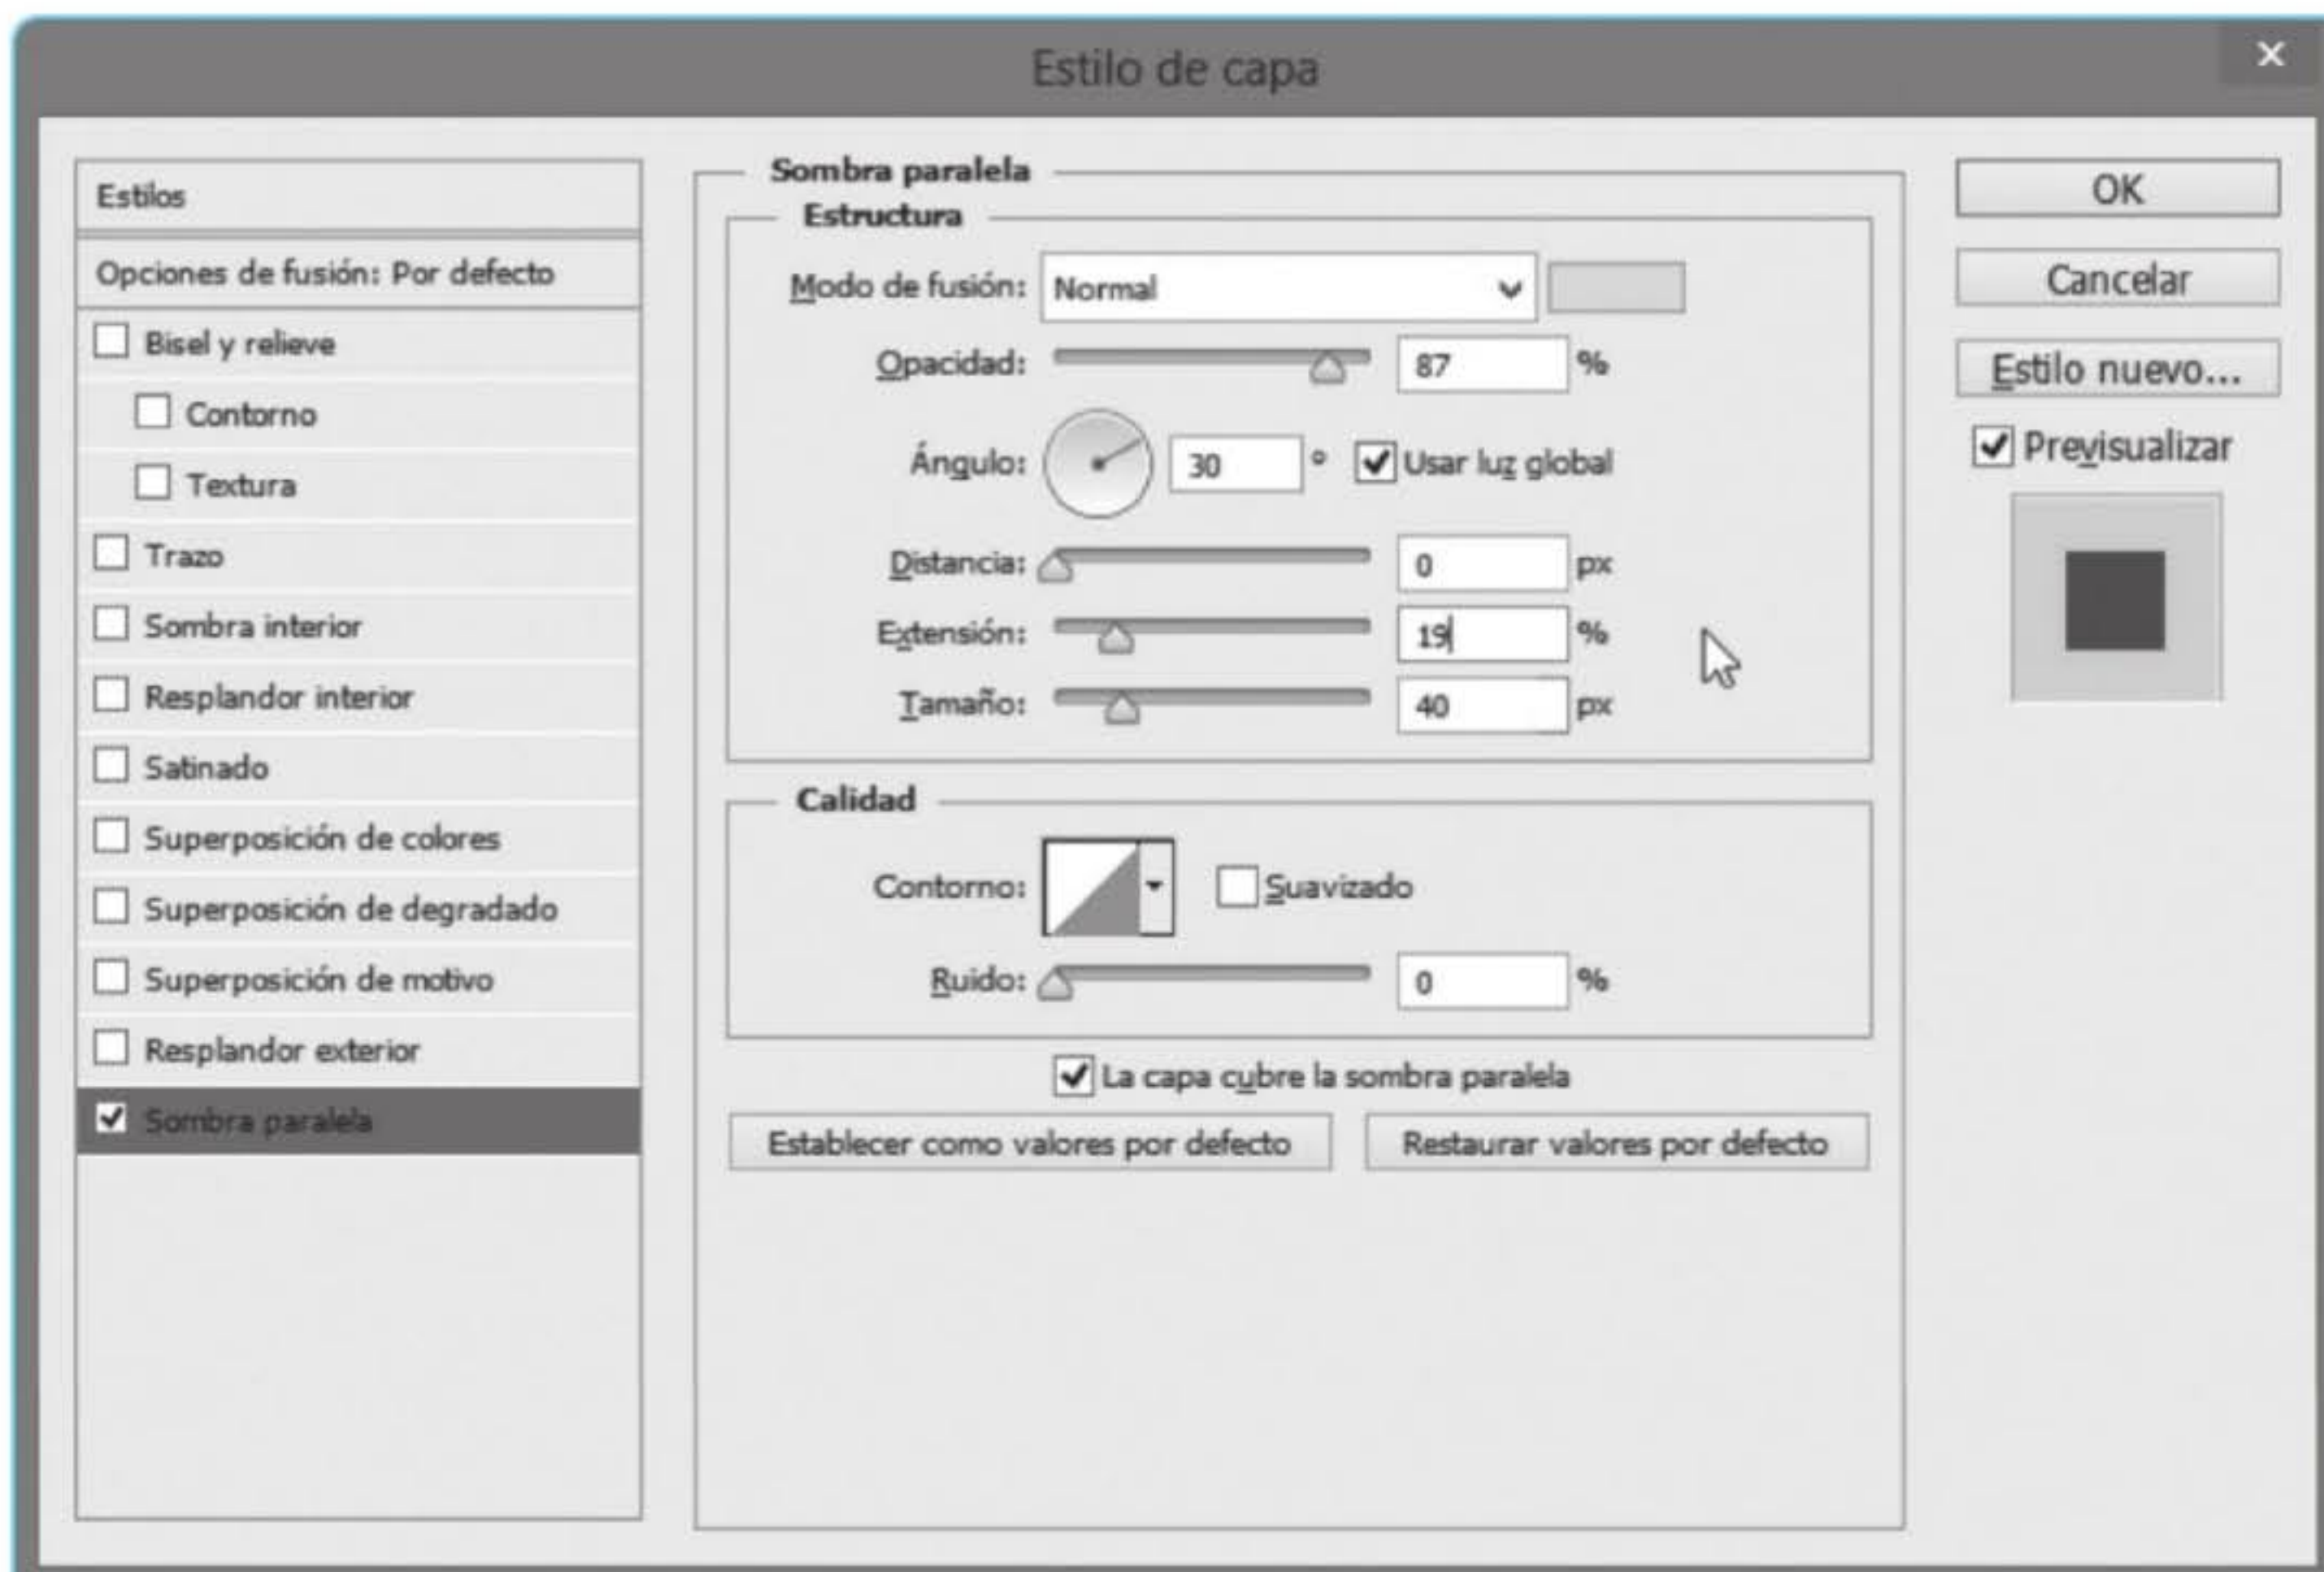 Estilo de capa
Estilos
Opciones de fusión: Por defecto
Bisel y relieve
Contorno
Textura
Trazo
Sombra interior
Resplandor interior
Satinado
Superposición de colores
Superposición de degradado
Superposición de motivo
Resplandor exterior
Sombra paralela
Sombra paralela
Estructura
Modo de fusión: Normal
Opacidad: 87 %
Ángulo: 30 ° Usar luz global
Distancia: 0 px
Extensión: 19 %
Tamaño: 40 px
Calidad
Contorno: Suavizado
Ruido: 0 %
La capa cubre la sombra paralela
Establecer como valores por defecto Restaurar valores por defecto
OK
Cancelar
Estilo nuevo...
Previsualizar